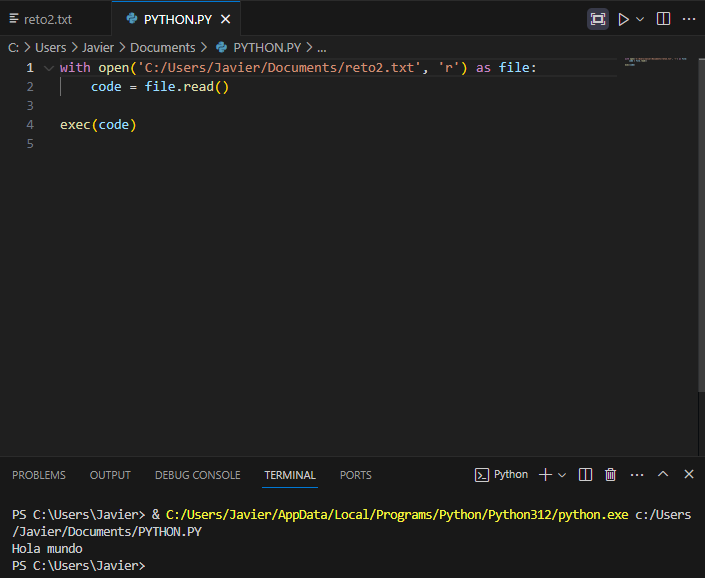 reto2.txt PYTHON.PY
C: > Users > Javier > Documents > PYTHON.PY > ...
1 with open('C:/Users/Javier/Documents/reto2.txt', 'r') as file:
2     code = file.read()
3
4 exec(code)
5
PROBLEMS OUTPUT DEBUG CONSOLE TERMINAL PORTS Python
PS C:\Users\Javier> & C:/Users/Javier/AppData/Local/Programs/Python/Python312/python.exe c:/Users
/Javier/Documents/PYTHON.PY
Hola mundo
PS C:\Users\Javier>